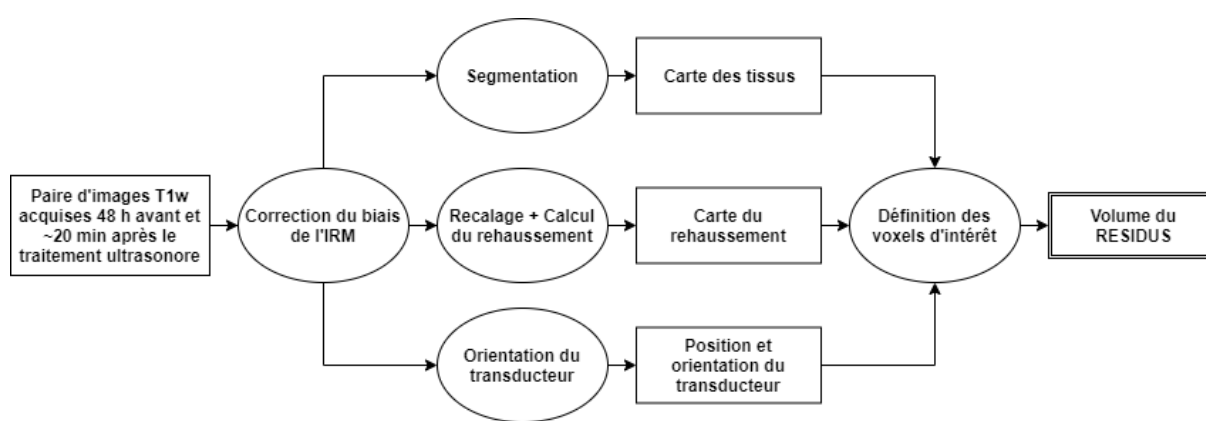 Segmentation
Carte des tissus
Paire d'images T1w
acquises 48 h avant et
~20 min après le
traitement ultrasonore
Correction du biais
de l'IRM
Recalage + Calcul
du rehaussement
Carte du
rehaussement
Définition des
voxels d'intérêt
Volume du
RESIDUS
Orientation du
transducteur
Position et
orientation du
transducteur